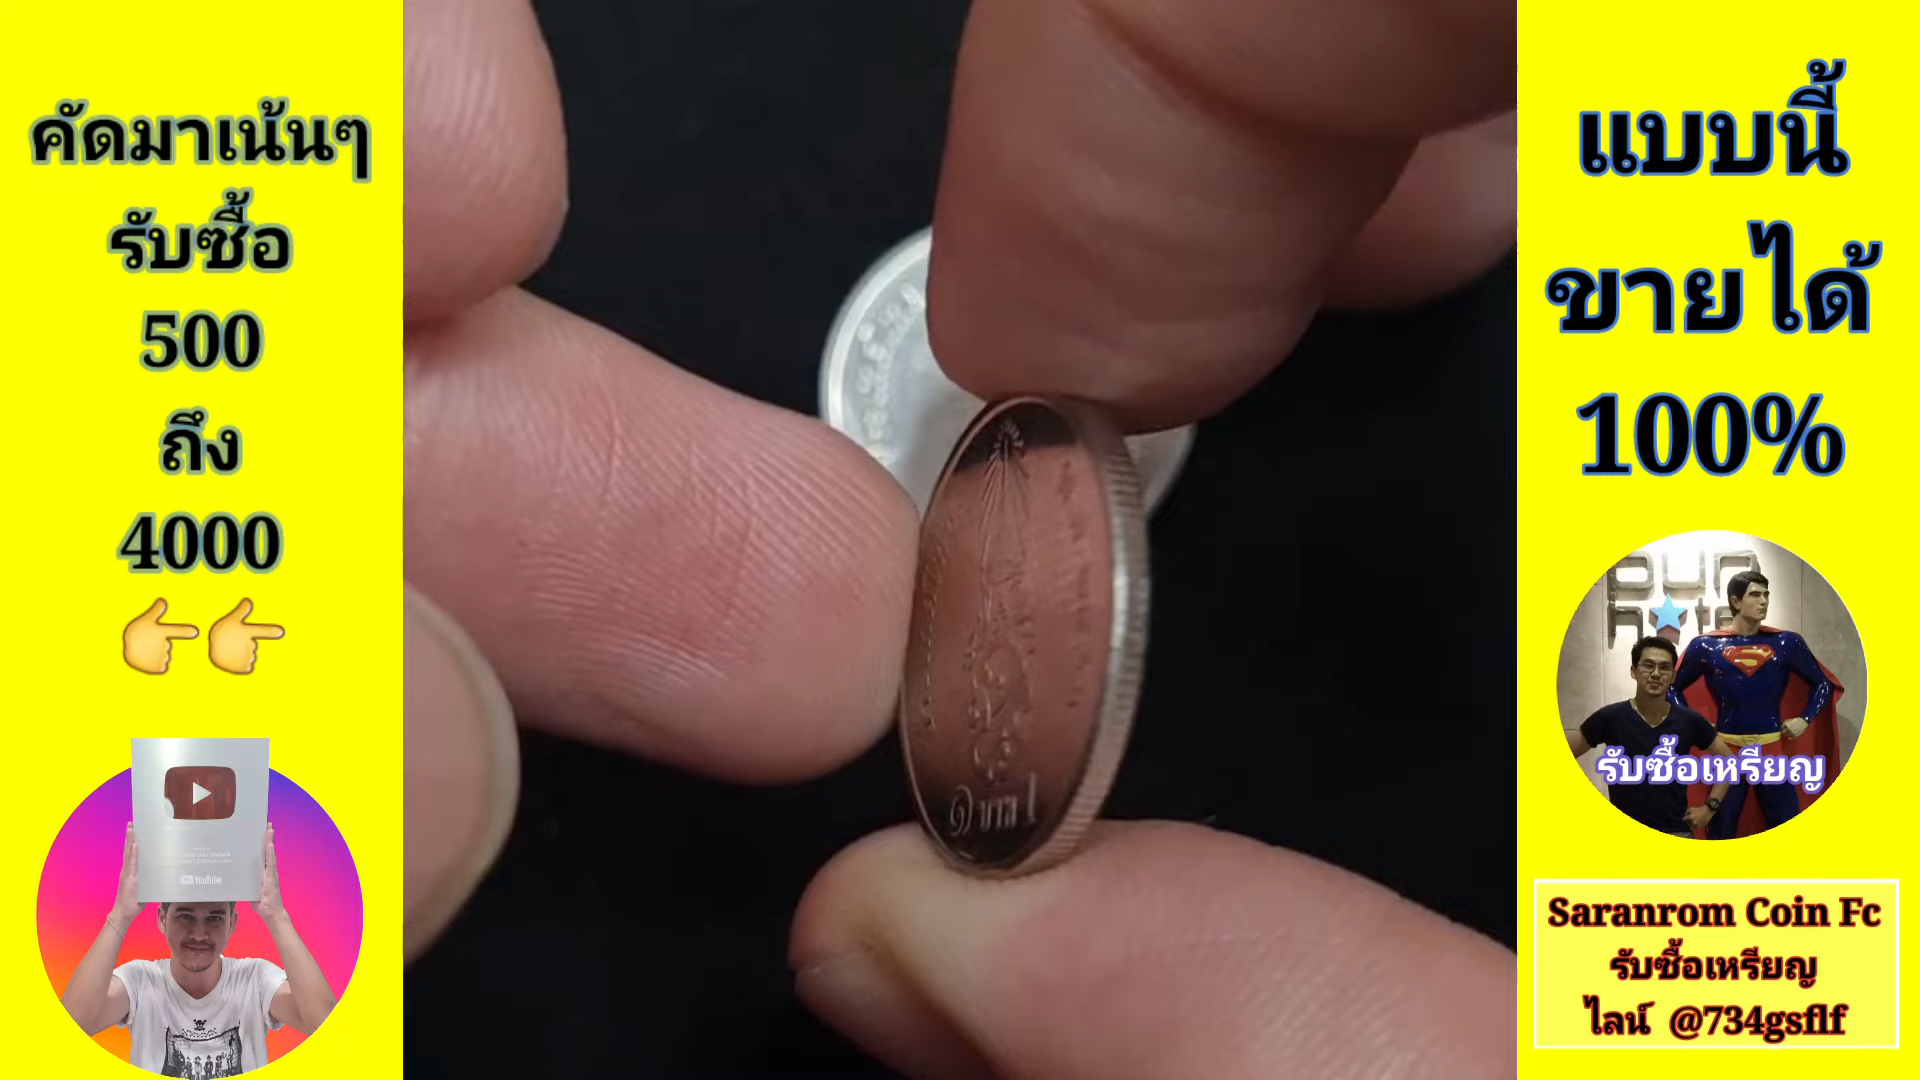 คัดมาเน้นๆ
รับซื้อ
500
ถึง
4000
YouTube
๑ บาท 1
แบบนี้
ขายได้
100%
รับซื้อเหรียญ
Saranrom Coin Fc
รับซื้อเหรียญ
ไลน์ @734gsflf